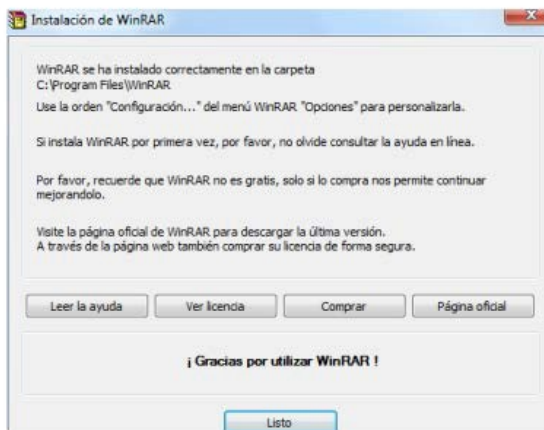 Instalación de WinRAR
WinRAR se ha instalado correctamente en la carpeta
C:\Program Files\WinRAR
Use la orden "Configuración..." del menú WinRAR "Opciones" para personalizarla.
Si instala WinRAR por primera vez, por favor, no olvide consultar la ayuda en línea.
Por favor, recuerde que WinRAR no es gratis, solo si lo compra nos permite continuar
mejorandolo.
Visite la página oficial de WinRAR para descargar la última versión.
A través de la página web también comprar su licencia de forma segura.
Leer la ayuda Ver licencia Comprar Página oficial
¡ Gracias por utilizar WinRAR !
Listo